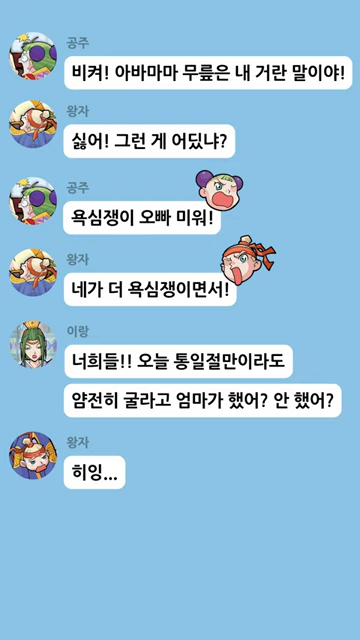 공주
비켜! 아바마마 무릎은 내 거란 말이야!
왕자
싫어! 그런 게 어딨냐?
공주
욕심쟁이 오빠 미워!
왕자
네가 더 욕심쟁이면서!
이랑
너희들!! 오늘 통일절만이라도
얌전히 굴라고 엄마가 했어? 안 했어?
왕자
히잉...